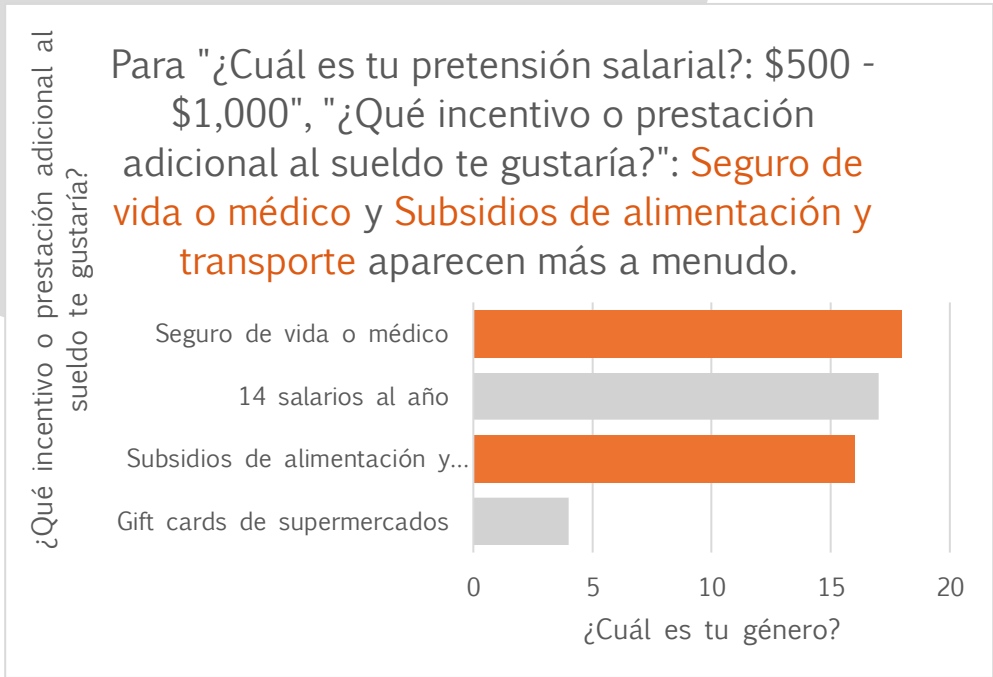 ¿Qué incentivo o prestación adicional al
sueldo te gustaría?
Para "¿Cuál es tu pretensión salarial?: $500 -
$1,000", "¿Qué incentivo o prestación
adicional al sueldo te gustaría?": Seguro de
vida o médico y Subsidios de alimentación y
transporte aparecen más a menudo.
Seguro de vida o médico
14 salarios al año
Subsidios de alimentación y...
Gift cards de supermercados
0 5 10 15 20
¿Cuál es tu género?